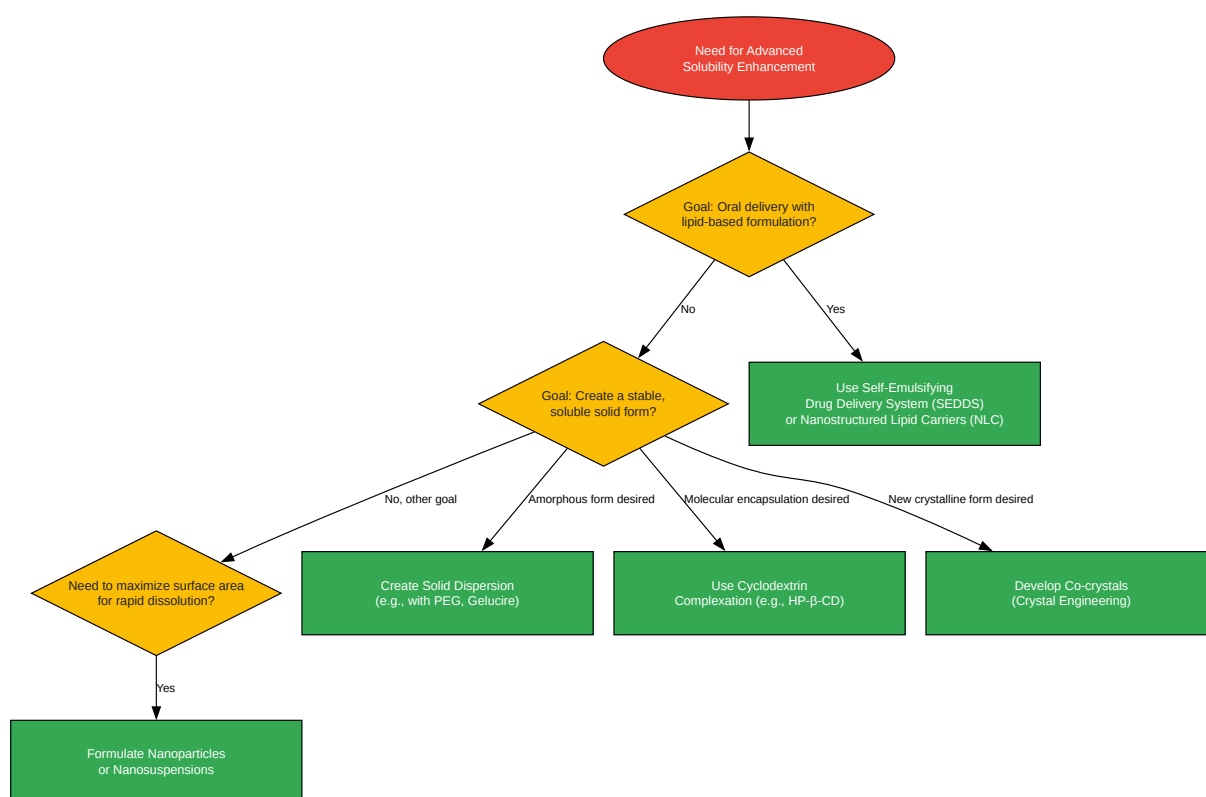 Need for Advanced
Solubility Enhancement
Goal: Oral delivery with
lipid-based formulation?
No
Yes
Goal: Create a stable,
soluble solid form?
Use Self-Emulsifying
Drug Delivery System (SEDDS)
or Nanostructured Lipid Carriers (NLC)
No, other goal
Amorphous form desired
Molecular encapsulation desired
New crystalline form desired
Need to maximize surface area
for rapid dissolution?
Create Solid Dispersion
(e.g., with PEG, Gelucire)
Use Cyclodextrin
Complexation (e.g., HP-β-CD)
Develop Co-crystals
(Crystal Engineering)
Yes
Formulate Nanoparticles
or Nanosuspensions